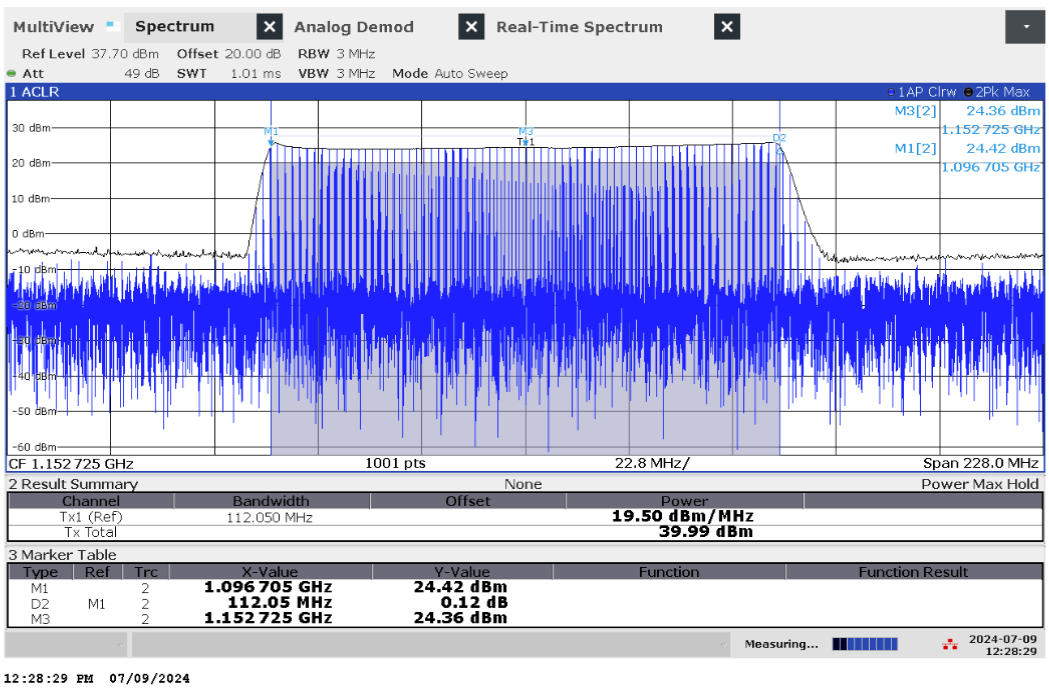 MultiView Spectrum X Analog Demod X Real-Time Spectrum X
Ref Level 37.70 dBm Offset 20.00 dB RBW 3 MHz
Att 49 dB SWT 1.01 ms VBW 3 MHz Mode Auto Sweep
1 ACLR 1AP Clrw 2Pk Max
M3[2] 24.36 dBm
1.152 725 GHz
M1[2] 24.42 dBm
1.096 705 GHz
M1 M3 D2
Tx1
30 dBm
20 dBm
10 dBm
0 dBm
-10 dBm
-20 dBm
-30 dBm
-40 dBm
-50 dBm
-60 dBm
CF 1.152 725 GHz 1001 pts 22.8 MHz/ Span 228.0 MHz
2 Result Summary None Power Max Hold
Channel Bandwidth Offset Power
Tx1 (Ref) 112.050 MHz 19.50 dBm/MHz
Tx Total 39.99 dBm
3 Marker Table
Type Ref Trc X-Value Y-Value Function Function Result
M1 2 1.096 705 GHz 24.42 dBm
D2 M1 2 112.05 MHz 0.12 dB
M3 2 1.152 725 GHz 24.36 dBm
Measuring... 2024-07-09
12:28:29
12:28:29 PM 07/09/2024